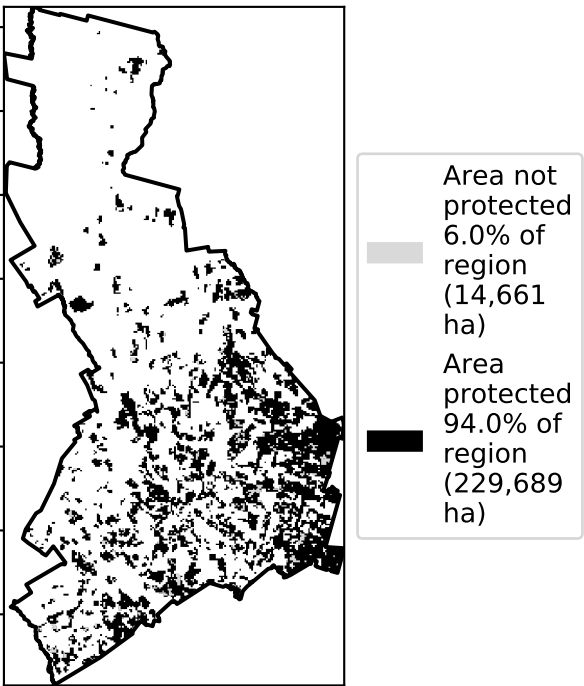 Area not
protected
6.0% of
region
(14,661
ha)
Area
protected
94.0% of
region
(229,689
ha)